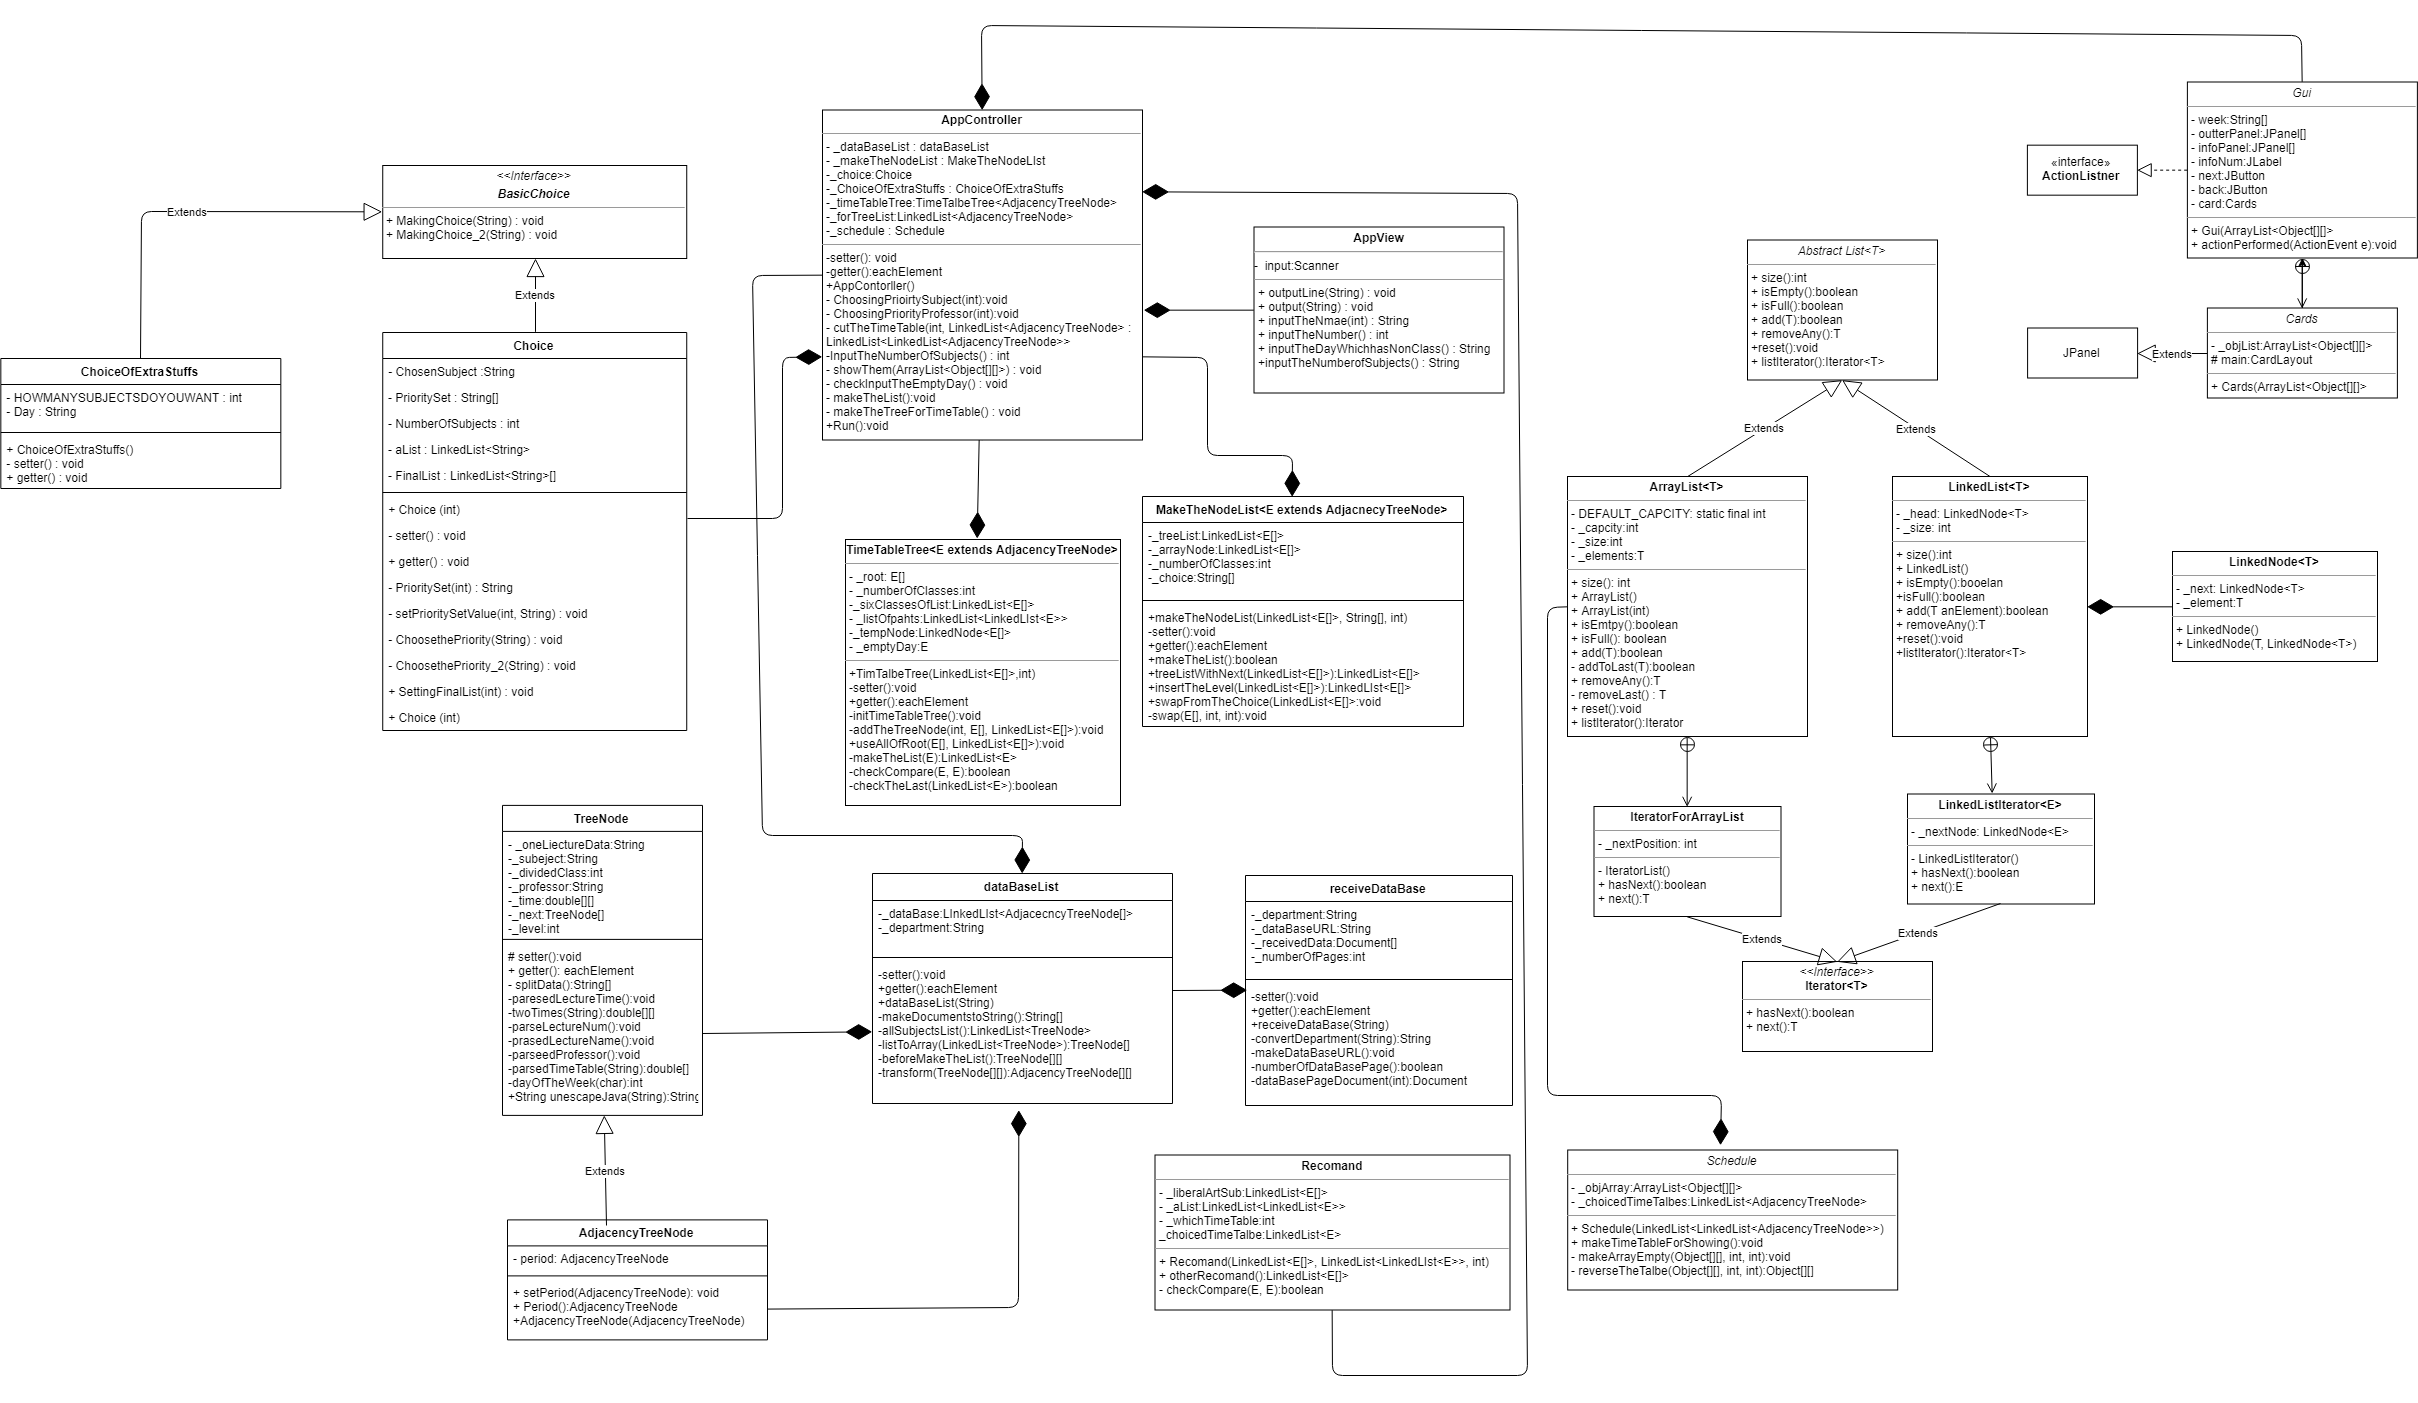 AppController
- _dataBaseList : dataBaseList
- _makeTheNodeList : MakeTheNodeLIst
-_choice:Choice
-_ChoiceOfExtraStuffs : ChoiceOfExtraStuffs
-_timeTableTree:TimeTalbeTree<AdjacencyTreeNode>
-_forTreeList:LinkedList<AdjacencyTreeNode>
-_schedule : Schedule
-setter(): void
-getter():eachElement
+AppContorller()
- ChoosingPrioirtySubject(int):void
- ChoosingPriorityProfessor(int):void
- cutTheTimeTable(int, LinkedList<AdjacencyTreeNode> :
LinkedList<LinkedList<AdjacencyTreeNode>>
-InputTheNumberOfSubjects() : int
- showThem(ArrayList<Object[][]>) : void
- checkInputTheEmptyDay() : void
- makeTheList():void
- makeTheTreeForTimeTable() : void
+Run():void
<<Interface>>
BasicChoice
+ MakingChoice(String) : void
+ MakingChoice_2(String) : void
Extends
Extends
ChoiceOfExtraStuffs
- HOWMANYSUBJECTSDOYOUWANT : int
- Day : String
+ ChoiceOfExtraStuffs()
- setter() : void
+ getter() : void
Choice
- ChosenSubject :String
- PrioritySet : String[]
- NumberOfSubjects : int
- aList : LinkedList<String>
- FinalList : LinkedList<String>[]
+ Choice (int)
- setter() : void
+ getter() : void
- PrioritySet(int) : String
- setPrioritySetValue(int, String) : void
- ChoosethePriority(String) : void
- ChoosethePriority_2(String) : void
+ SettingFinalList(int) : void
+ Choice (int)
AppView
- input:Scanner
+ outputLine(String) : void
+ output(String) : void
+ inputTheNmae(int) : String
+ inputTheNumber() : int
+ inputTheDayWhichhasNonClass() : String
+inputTheNumberofSubjects() : String
Gui
- week:String[]
- outterPanel:JPanel[]
- infoPanel:JPanel[]
- infoNum:JLabel
- next:JButton
- back:JButton
- card:Cards
+ Gui(ArrayList<Object[][]>
+ actionPerformed(ActionEvent e):void
«interface»
ActionListner
Cards
- _objList:ArrayList<Object[][]>
# main:CardLayout
+ Cards(ArrayList<Object[][]>
JPanel
Extends
Abstract List<T>
+ size():int
+ isEmpty():boolean
+ isFull():boolean
+ add(T):boolean
+ removeAny():T
+reset():void
+ listIterator():Iterator<T>
Extends
Extends
ArrayList<T>
- DEFAULT_CAPCITY: static final int
- _capcity:int
- _size:int
- _elements:T
+ size(): int
+ ArrayList()
+ ArrayList(int)
+ isEmtpy():boolean
+ isFull(): boolean
+ add(T):boolean
- addToLast(T):boolean
+ removeAny():T
- removeLast() : T
+ reset():void
+ listIterator():Iterator
LinkedList<T>
- _head: LinkedNode<T>
- _size: int
+ size():int
+ LinkedList()
+ isEmpty():booelan
+isFull():boolean
+ add(T anElement):boolean
+ removeAny():T
+reset():void
+listIterator():Iterator<T>
LinkedNode<T>
- _next: LinkedNode<T>
- _element:T
+ LinkedNode()
+ LinkedNode(T, LinkedNode<T>)
TimeTableTree<E extends AdjacencyTreeNode>
- _root: E[]
- _numberOfClasses:int
-_sixClassesOfList:LinkedList<E[]>
- _listOfpahts:LinkedList<LinkedList<E>>
-_tempNode:LinkedNode<E[]>
- _emptyDay:E
+TimTalbeTree(LinkedList<E[]>,int)
-setter():void
+getter():eachElement
-initTimeTableTree():void
-addTheTreeNode(int, E[], LinkedList<E[]>):void
+useAllOfRoot(E[], LinkedList<E[]>):void
-makeTheList(E):LinkedList<E>
-checkCompare(E, E):boolean
-checkTheLast(LinkedList<E>):boolean
MakeTheNodeList<E extends AdjacnecyTreeNode>
-_treeList:LinkedList<E[]>
-_arrayNode:LinkedList<E[]>
-_numberOfClasses:int
-_choice:String[]
+makeTheNodeList(LinkedList<E[]>, String[], int)
-setter():void
+getter:eachElement
+makeTheList():boolean
+treeListWithNext(LinkedList<E[]>):LinkedList<E[]>
+insertTheLevel(LinkedList<E[]>):LinkedLIst<E[]>
+swapFromTheChoice(LinkedList<E[]>:void
-swap(E[], int, int):void
TreeNode
- _oneLiectureData:String
-_subeject:String
-_dividedClass:int
-_professor:String
-_time:double[][]
-_next:TreeNode[]
-_level:int
# setter():void
+ getter(): eachElement
- splitData():String[]
-paresedLectureTime():void
-twoTimes(String):double[][]
-parseLectureNum():void
-prasedLectureName():void
-parseedProfessor():void
-parsedTimeTable(String):double[]
-dayOfTheWeek(char):int
+String unescapeJava(String):String
Extends
AdjacencyTreeNode
- period: AdjacencyTreeNode
+ setPeriod(AdjacencyTreeNode): void
+ Period():AdjacencyTreeNode
+AdjacencyTreeNode(AdjacencyTreeNode)
dataBaseList
-_dataBase:LInkedLIst<AdjacecncyTreeNode[]>
-_department:String
-setter():void
+getter():eachElement
+dataBaseList(String)
-makeDocumentstoString():String[]
-allSubjectsList():LinkedList<TreeNode>
-listToArray(LinkedList<TreeNode>):TreeNode[]
-beforeMakeTheList():TreeNode[][]
-transform(TreeNode[][]):AdjacencyTreeNode[][]
receiveDataBase
-_department:String
-_dataBaseURL:String
-_receivedData:Document[]
-_numberOfPages:int
-setter():void
+getter():eachElement
+receiveDataBase(String)
-convertDepartment(String):String
-makeDataBaseURL():void
-numberOfDataBasePage():boolean
-dataBasePageDocument(int):Document
IteratorForArrayList
- _nextPosition: int
- IteratorList()
+ hasNext():boolean
+ next():T
LinkedListIterator<E>
- _nextNode: LinkedNode<E>
- LinkedListIterator()
+ hasNext():boolean
+ next():E
Extends
Extends
<<Interface>>
Iterator<T>
+ hasNext():boolean
+ next():T
Recomand
- _liberalArtSub:LinkedList<E[]>
- _aList:LinkedList<LinkedList<E>>
- _whichTimeTable:int
_choicedTimeTalbe:LinkedList<E>
+ Recomand(LinkedList<E[]>, LinkedList<LinkedLIst<E>>, int)
+ otherRecomand():LinkedList<E[]>
- checkCompare(E, E):boolean
Schedule
- _objArray:ArrayList<Object[][]>
- _choicedTimeTalbes:LinkedList<AdjacencyTreeNode>
+ Schedule(LinkedList<LinkedList<AdjacencyTreeNode>>)
+ makeTimeTableForShowing():void
- makeArrayEmpty(Object[][], int, int):void
- reverseTheTalbe(Object[][], int, int):Object[][]